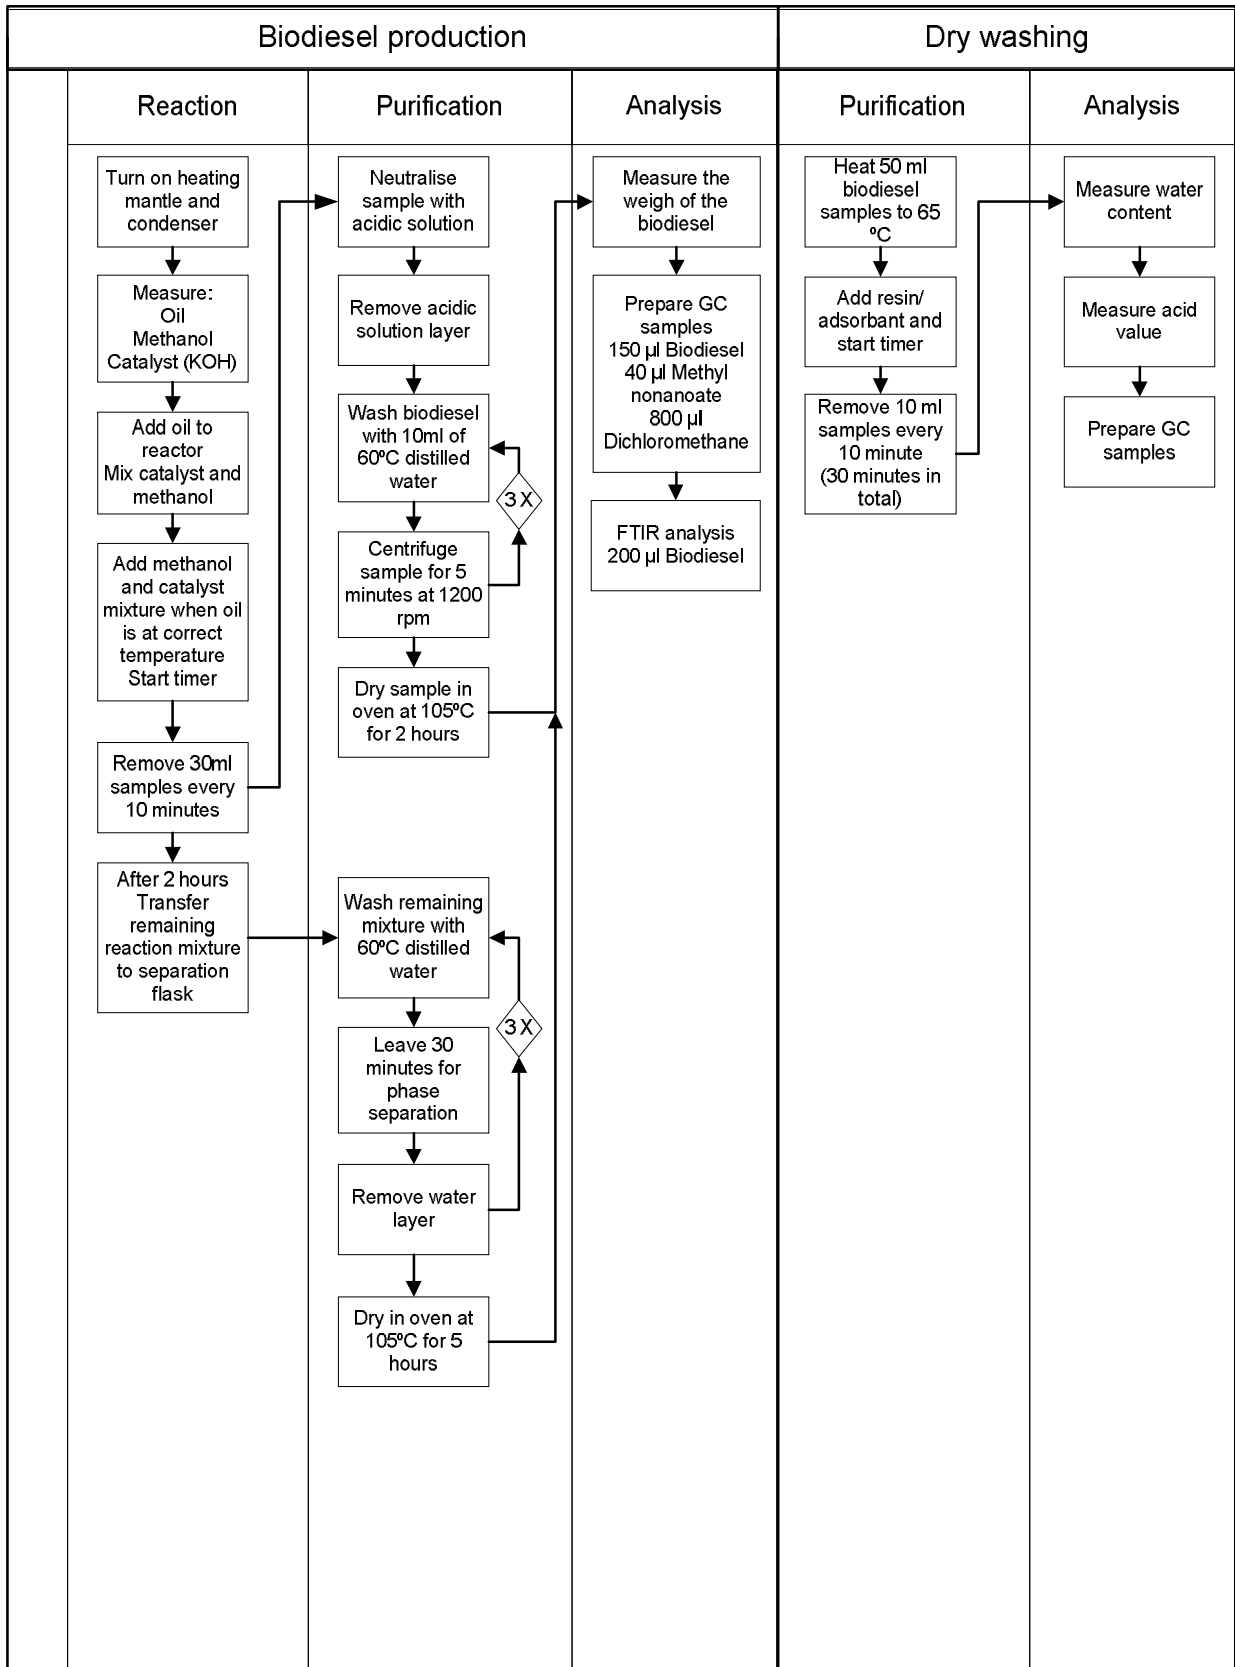 Biodiesel production
Dry washing
Reaction
Purification
Analysis
Purification
Analysis
Turn on heating
mantle and
condenser
Measure:
Oil
Methanol
Catalyst (KOH)
Add oil to
reactor
Mix catalyst and
methanol
Add methanol
and catalyst
mixture when oil
is at correct
temperature
Start timer
Remove 30ml
samples every
10 minutes
After 2 hours
Transfer
remaining
reaction mixture
to separation
flask
Neutralise
sample with
acidic solution
Remove acidic
solution layer
Wash biodiesel
with 10ml of
60ºC distilled
water
3 X
Centrifuge
sample for 5
minutes at 1200
rpm
Dry sample in
oven at 105ºC
for 2 hours
Wash remaining
mixture with
60ºC distilled
water
3 X
Leave 30
minutes for
phase
separation
Remove water
layer
Dry in oven at
105ºC for 5
hours
Measure the
weigh of the
biodiesel
Prepare GC
samples
150 µl Biodiesel
40 µl Methyl
nonanoate
800 µl
Dichloromethane
FTIR analysis
200 µl Biodiesel
Heat 50 ml
biodiesel
samples to 65
ºC
Add resin/
adsorbant and
start timer
Remove 10 ml
samples every
10 minute
(30 minutes in
total)
Measure water
content
Measure acid
value
Prepare GC
samples